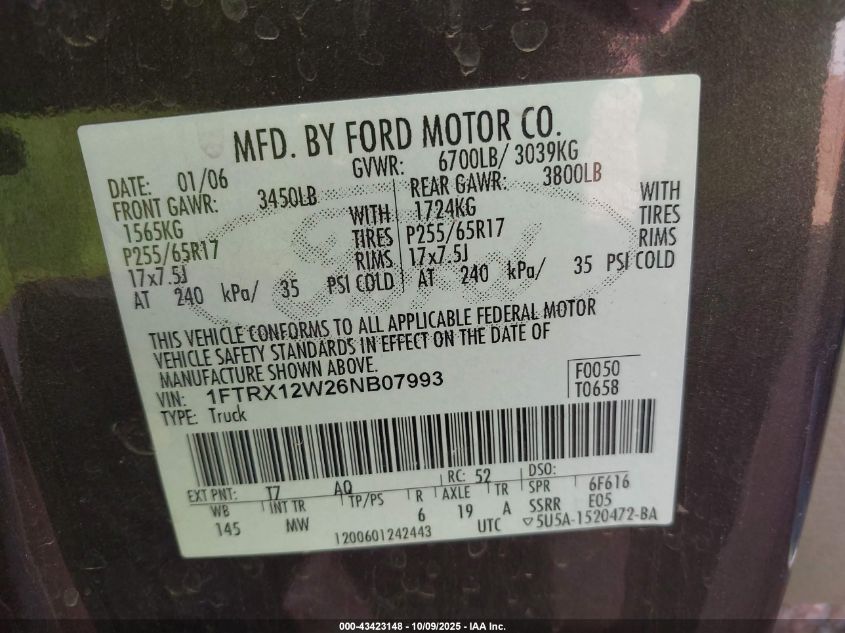 MFD. BY FORD MOTOR CO.
DATE: 01/06 GVWR: 6700LB/ 3039KG
FRONT GAWR: 3450LB REAR GAWR: 3800LB
1565KG WITH 1724KG WITH
P255/65R17 TIRES P255/65R17 TIRES
17x7.5J RIMS 17x7.5J RIMS
AT 240 kPa/ 35 PSI COLD AT 240 kPa/ 35 PSI COLD
THIS VEHICLE CONFORMS TO ALL APPLICABLE FEDERAL MOTOR
VEHICLE SAFETY STANDARDS IN EFFECT ON THE DATE OF
MANUFACTURE SHOWN ABOVE.
VIN: 1FTRX12W26NB07993 F0050
TYPE: Truck T0658
EXT PNT: T7 AQ RC: 52 DSO:
WB INT TR TP/PS R AXLE TR SPR 6F616
145 MW 6 19 A SSRR E05
1200601242443 UTC ▽5U5A-1520472-BA
000-43423148 - 10/09/2025 - IAA Inc.